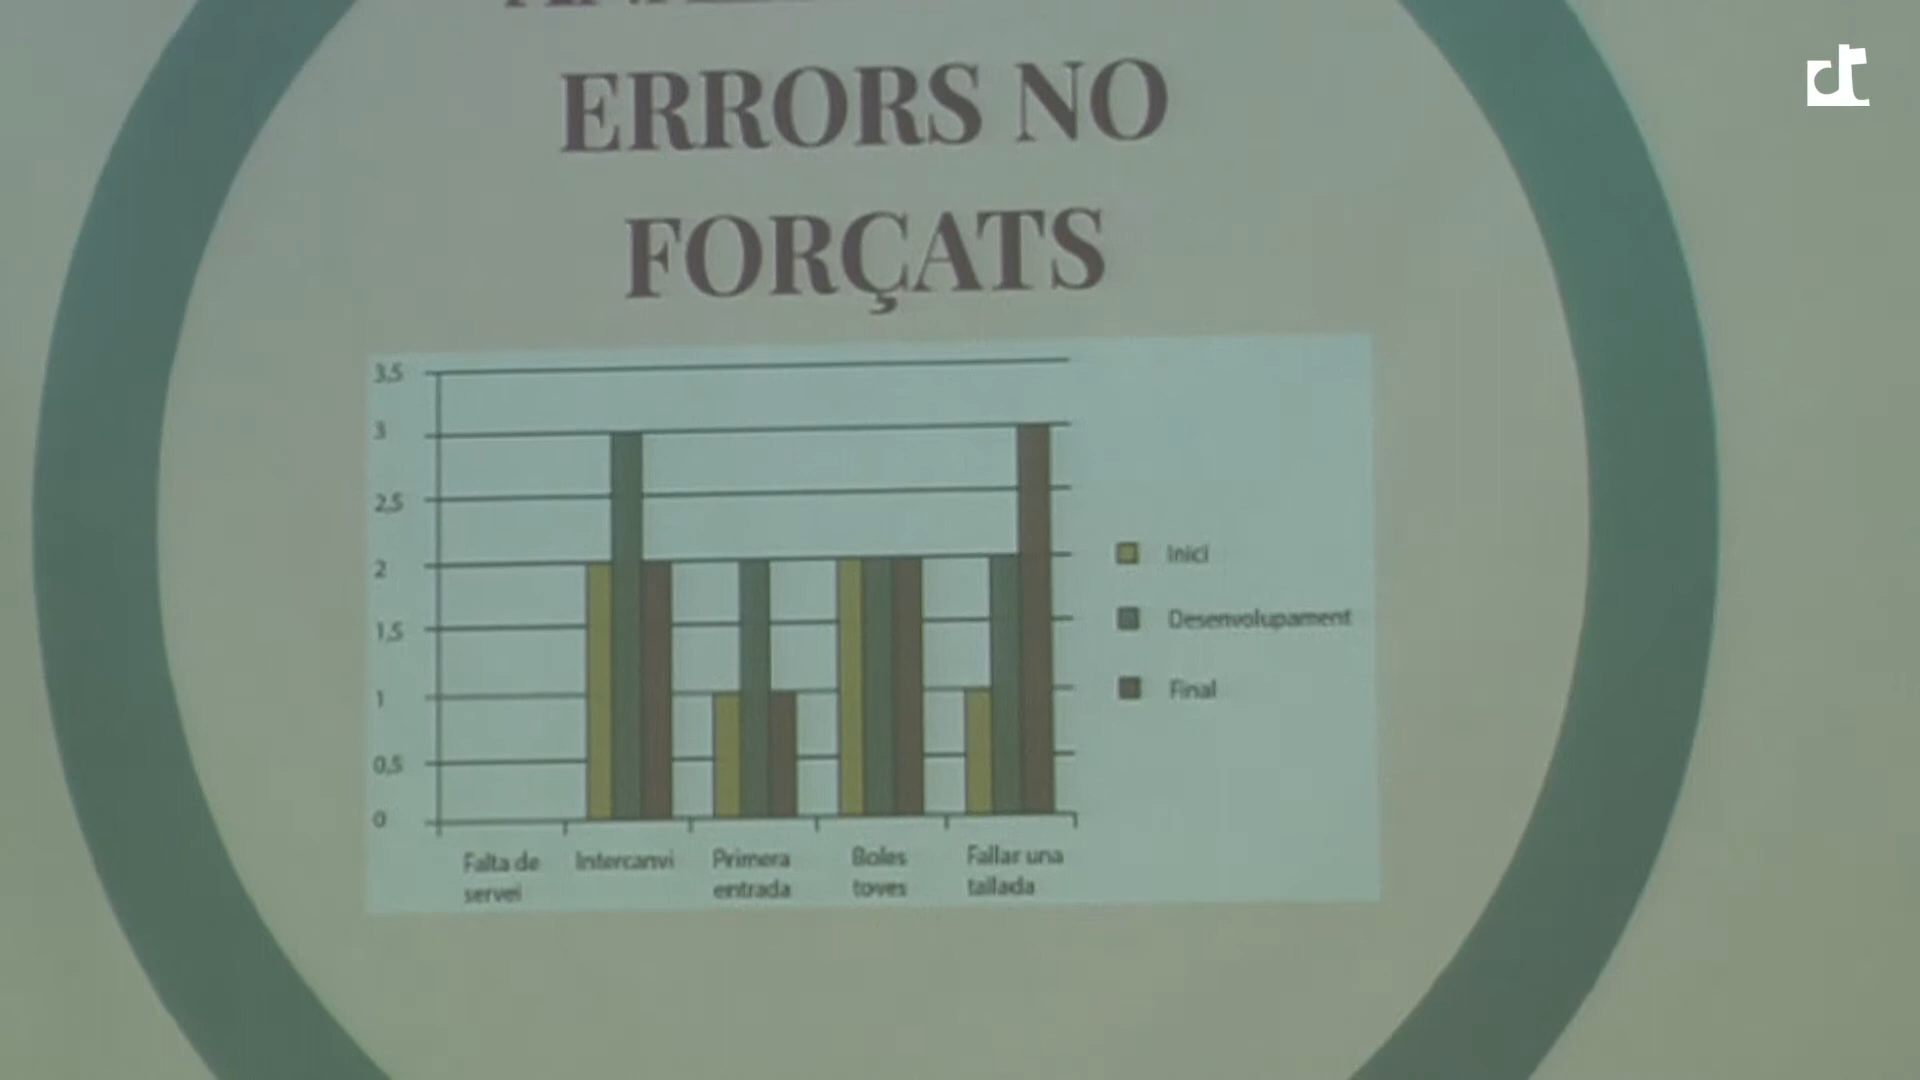 ERRORS NO
FORÇATS
3,5
3
2,5
2
1,5
1
0,5
0
Falta de
servei
Intercanvi
Primera
entrada
Boles
toves
Fallar una
tallada
Inici
Desenvolupament
Final